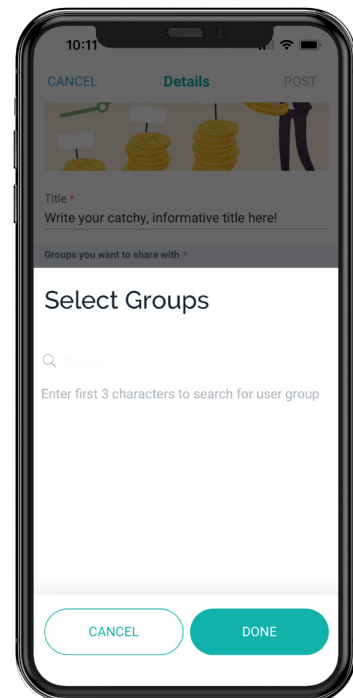 10:11
CANCEL Details POST
Title *
Write your catchy, informative title here!
Groups you want to share with *
Select Groups
Search...
Enter first 3 characters to search for user group
CANCEL DONE